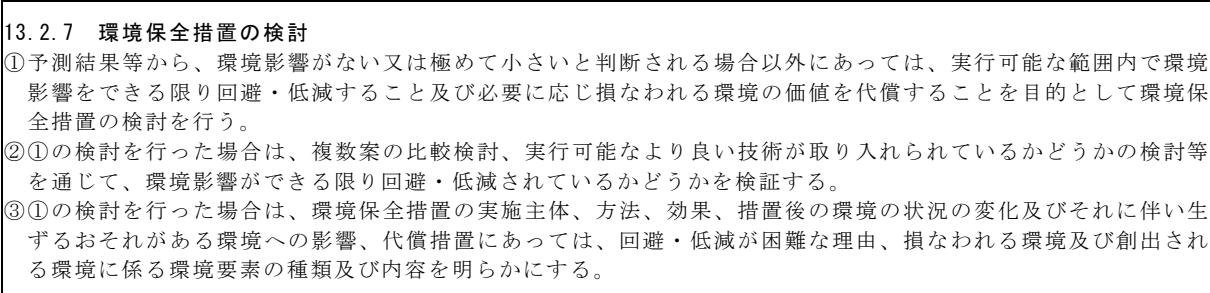 13.2.7 環境保全措置の検討
①予測結果等から、環境影響がない又は極めて小さいと判断される場合以外にあっては、実行可能な範囲内で環境
影響をできる限り回避・低減すること及び必要に応じ損なわれる環境の価値を代償することを目的として環境保
全措置の検討を行う。
②①の検討を行った場合は、複数案の比較検討、実行可能なより良い技術が取り入れられているかどうかの検討等
を通じて、環境影響ができる限り回避・低減されているかどうかを検証する。
③①の検討を行った場合は、環境保全措置の実施主体、方法、効果、措置後の環境の状況の変化及びそれに伴い生
ずるおそれがある環境への影響、代償措置にあっては、回避・低減が困難な理由、損なわれる環境及び創出され
る環境に係る環境要素の種類及び内容を明らかにする。